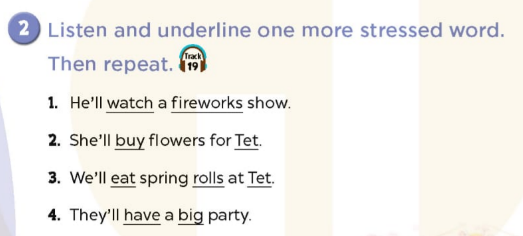 2 Listen and underline one more stressed word.
Then repeat. Track 19
1. He'll watch a fireworks show.
2. She'll buy flowers for Tet.
3. We'll eat spring rolls at Tet.
4. They'll have a big party.